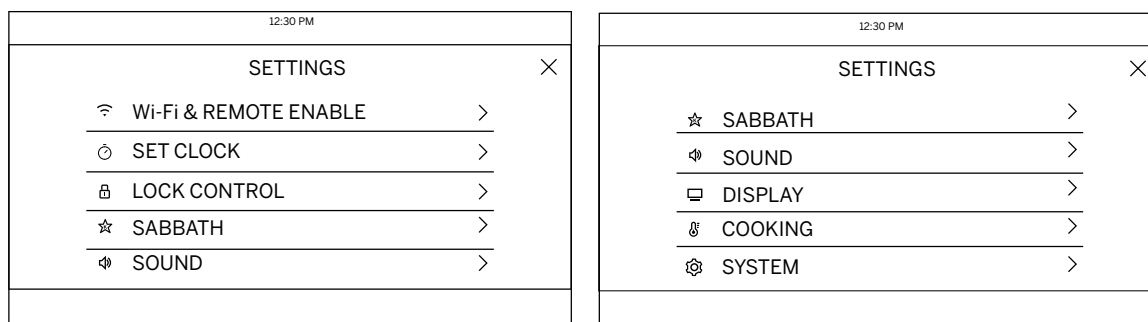 12:30 PM
SETTINGS
Wi-Fi & REMOTE ENABLE
SET CLOCK
LOCK CONTROL
SABBATH
SOUND
12:30 PM
SETTINGS
SABBATH
SOUND
DISPLAY
COOKING
SYSTEM